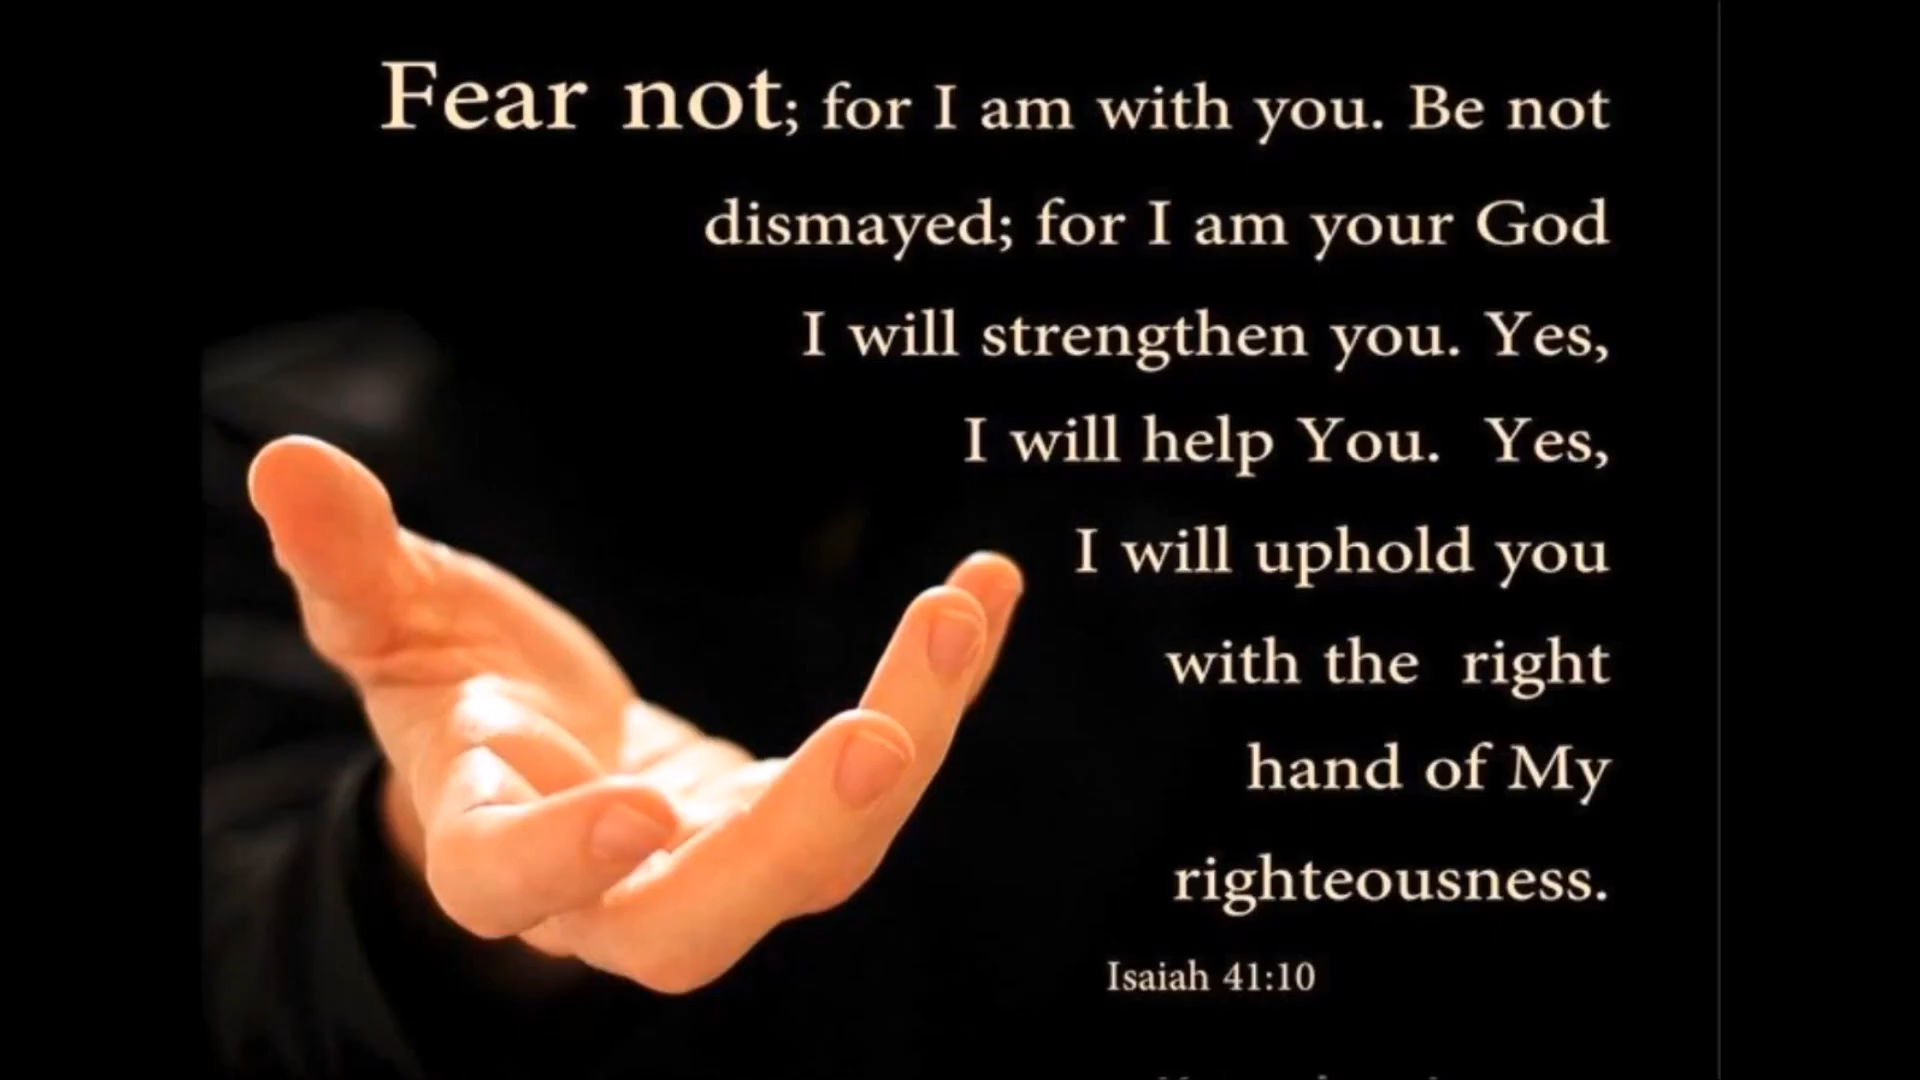 Fear not; for I am with you. Be not
dismayed; for I am your God
I will strengthen you. Yes,
I will help You. Yes,
I will uphold you
with the right
hand of My
righteousness.
Isaiah 41:10